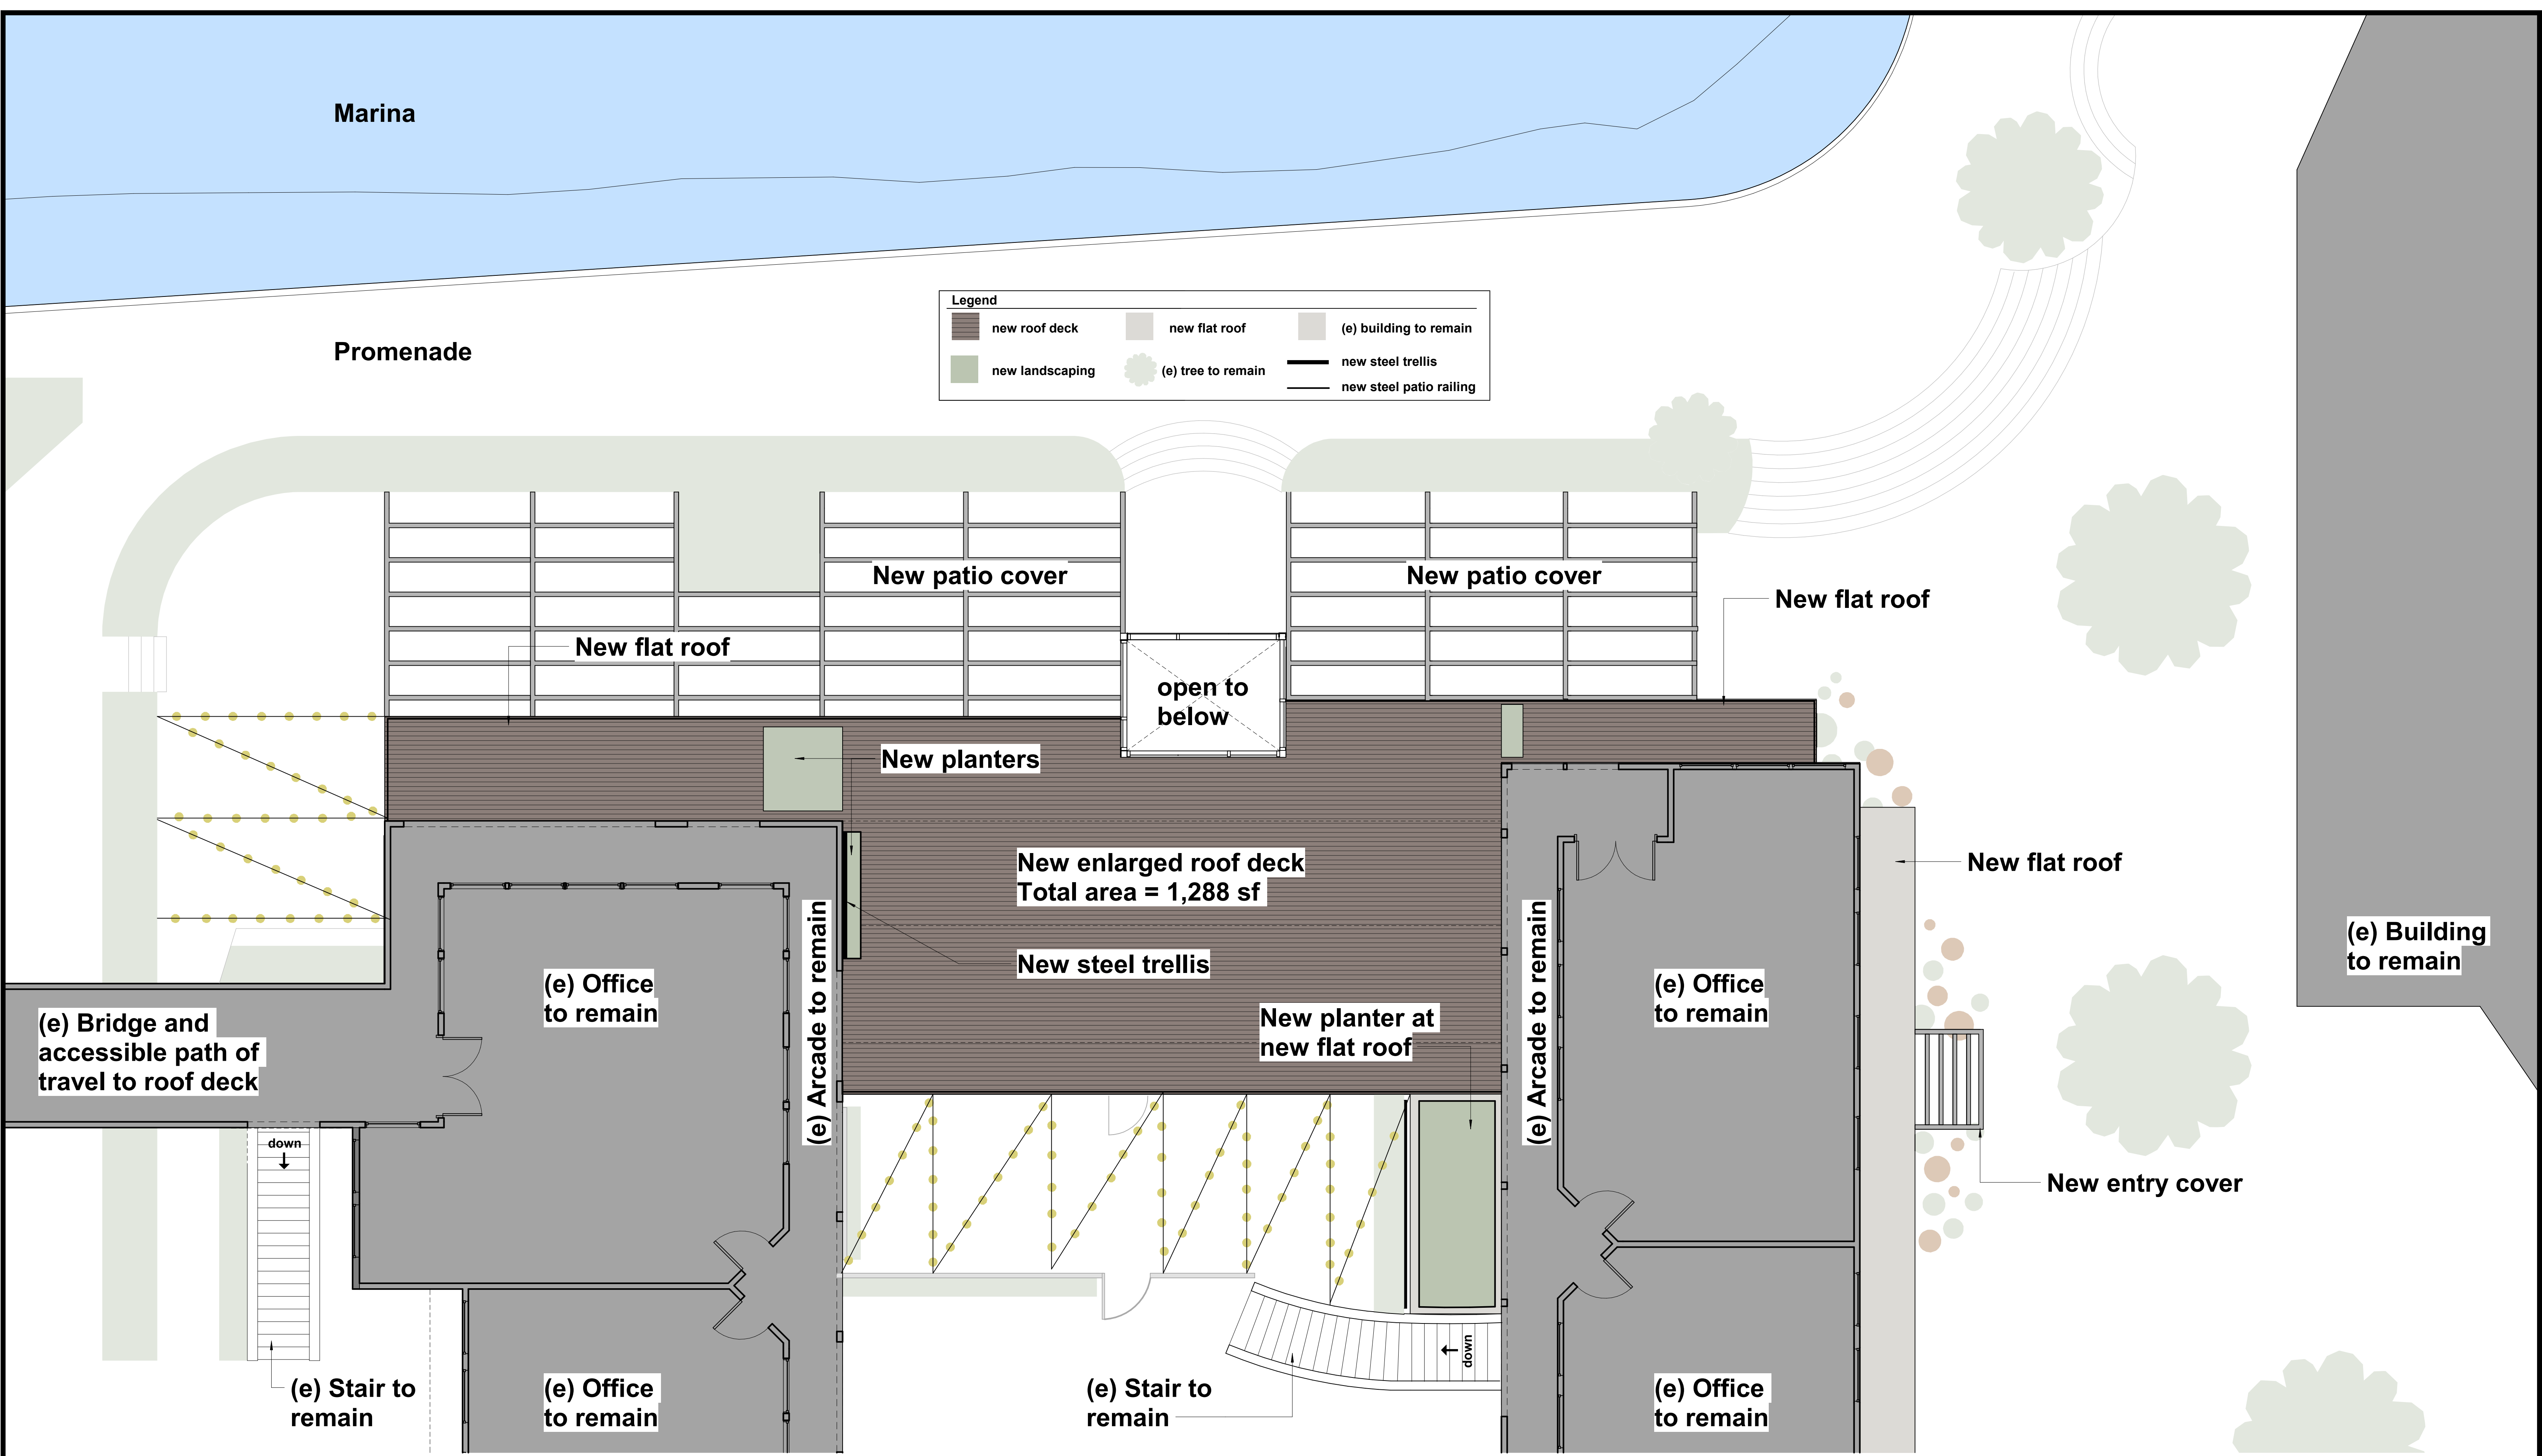 Marina
Promenade
Legend
new roof deck
new flat roof
(e) building to remain
new landscaping
(e) tree to remain
new steel trellis
new steel patio railing
New patio cover
New patio cover
New flat roof
New flat roof
open to
below
New planters
New enlarged roof deck
Total area = 1,288 sf
New flat roof
(e) Arcade to remain
(e) Arcade to remain
(e) Building
to remain
New steel trellis
(e) Office
to remain
(e) Office
to remain
(e) Bridge and
accessible path of
travel to roof deck
New planter at
new flat roof
down
New entry cover
down
(e) Stair to
remain
(e) Office
to remain
(e) Stair to
remain
(e) Office
to remain